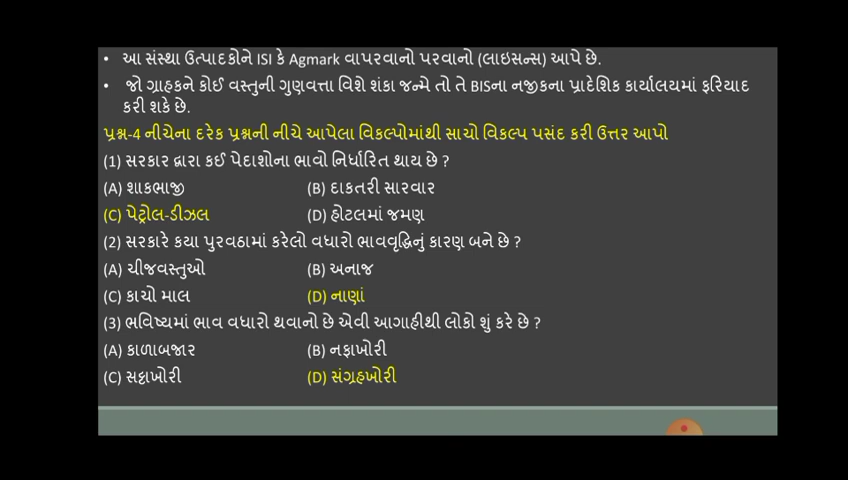 • આ સંસ્થા ઉત્પાદકોને ISI કે Agmark વાપરવાનો પરવાનો (લાઇસન્સ) આપે છે.
• જો ગ્રાહકને કોઈ વસ્તુની ગુણવત્તા વિશે શંકા જન્મે તો તે BISના નજીકના પ્રાદેશિક કાર્યાલયમાં ફરિયાદ
કરી શકે છે.
પ્રશ્ન-4 નીચેના દરેક પ્રશ્નની નીચે આપેલા વિકલ્પોમાંથી સાચો વિકલ્પ પસંદ કરી ઉત્તર આપો
(1) સરકાર દ્વારા કઈ પેદાશોના ભાવો નિર્ધારિત થાય છે ?
(A) શાકભાજી (B) દાકતરી સારવાર
(C) પેટ્રોલ-ડીઝલ (D) હોટલમાં જમણ
(2) સરકારે કયા પુરવઠામાં કરેલો વધારો ભાવવૃદ્ધિનું કારણ બને છે ?
(A) ચીજવસ્તુઓ (B) અનાજ
(C) કાચો માલ (D) નાણાં
(3) ભવિષ્યમાં ભાવ વધારો થવાનો છે એવી આગાહીથી લોકો શું કરે છે ?
(A) કાળાબજાર (B) નફાખોરી
(C) સટ્ટાખોરી (D) સંગ્રહખોરી